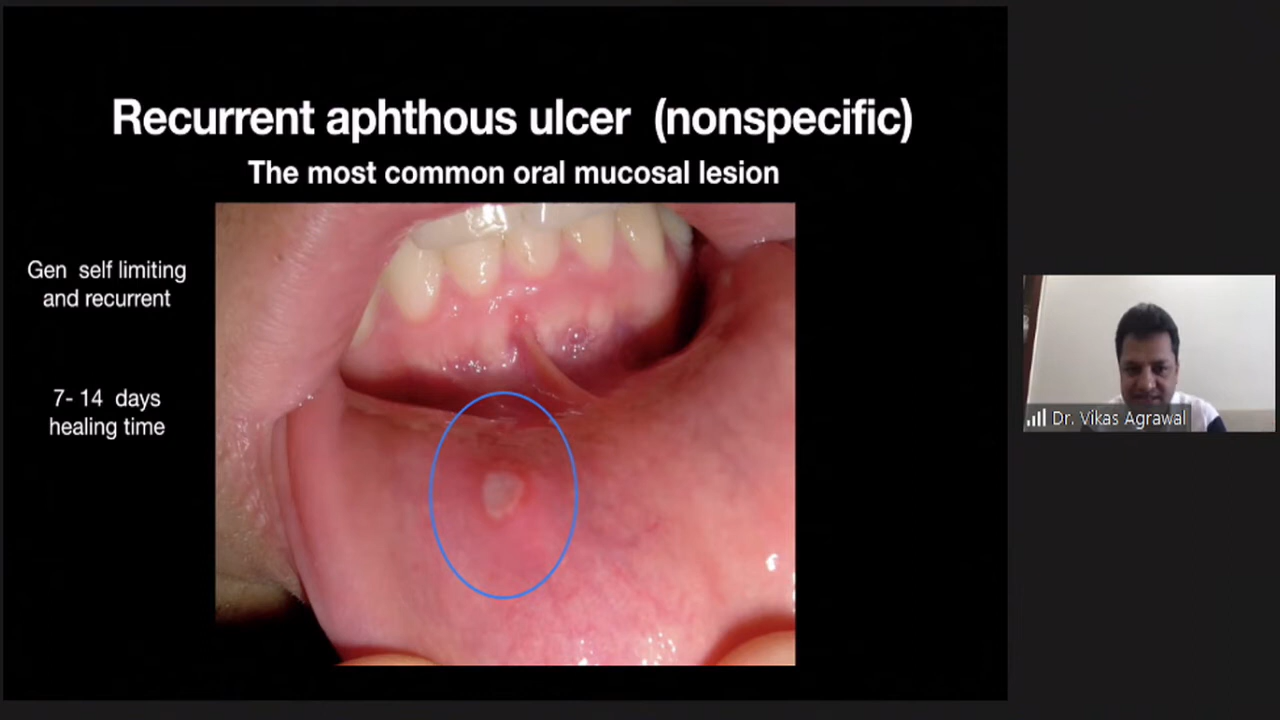 Recurrent aphthous ulcer (nonspecific)
The most common oral mucosal lesion
Gen self limiting
and recurrent
7- 14 days
healing time
Dr. Vikas Agrawal